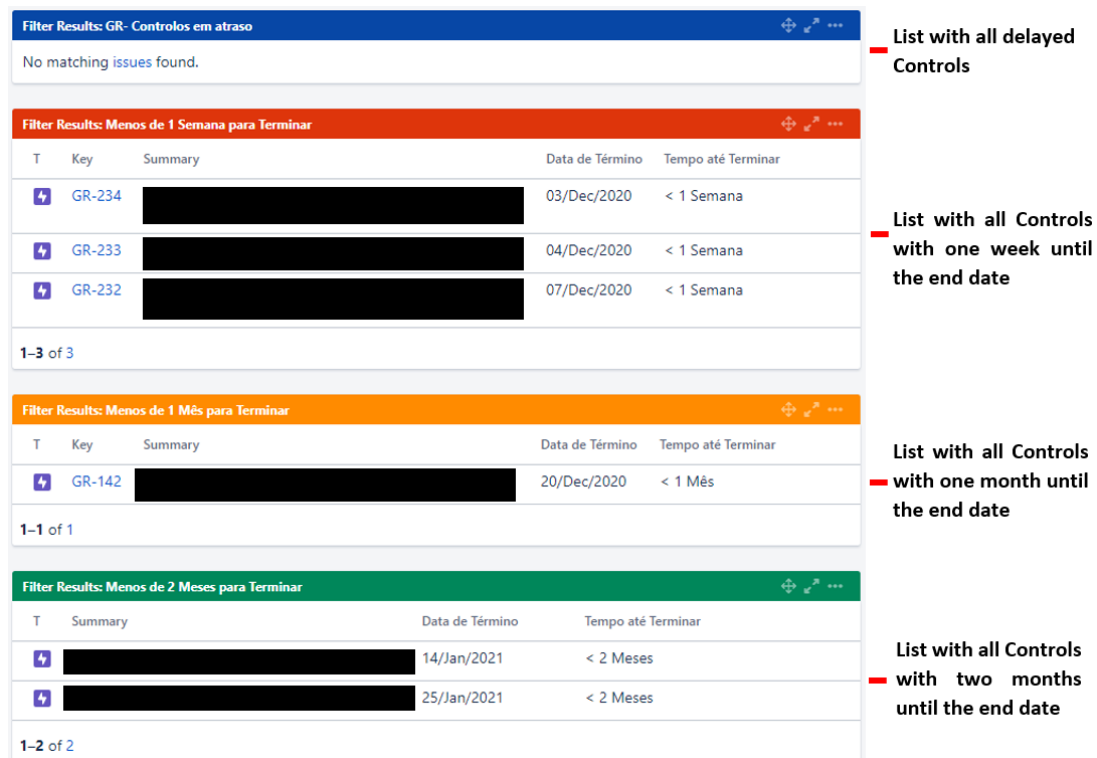 Filter Results: GR- Controlos em atraso
No matching issues found.
List with all delayed
Controls
Filter Results: Menos de 1 Semana para Terminar
T Key Summary Data de Término Tempo até Terminar
GR-234 03/Dec/2020 < 1 Semana
GR-233 04/Dec/2020 < 1 Semana
GR-232 07/Dec/2020 < 1 Semana
1–3 of 3
List with all Controls
with one week until
the end date
Filter Results: Menos de 1 Mês para Terminar
T Key Summary Data de Término Tempo até Terminar
GR-142 20/Dec/2020 < 1 Mês
1–1 of 1
List with all Controls
with one month until
the end date
Filter Results: Menos de 2 Meses para Terminar
T Summary Data de Término Tempo até Terminar
14/Jan/2021 < 2 Meses
25/Jan/2021 < 2 Meses
1–2 of 2
List with all Controls
with two months
until the end date